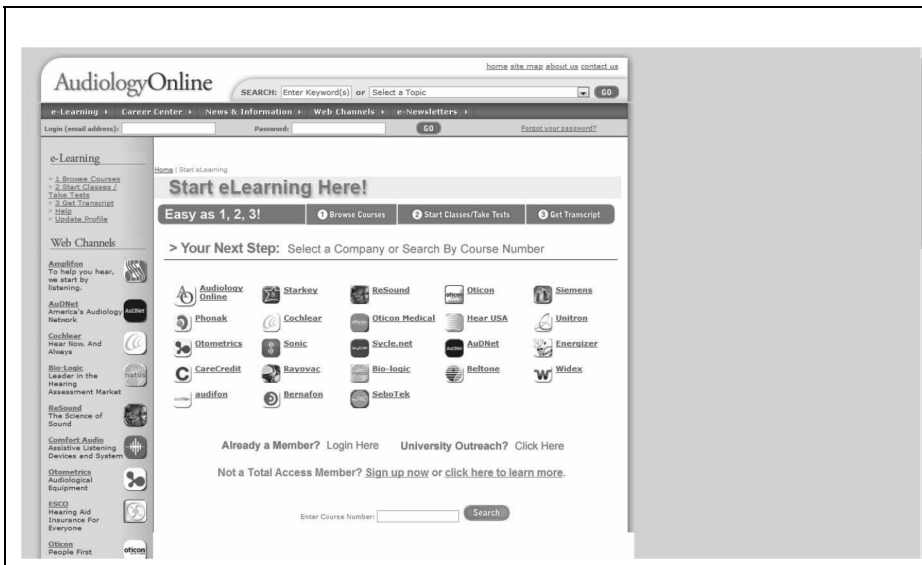 home site map about us contact us
AudiologyOnline
SEARCH: Enter Keyword(s) or Select a Topic GO
e-Learning Career Center News & Information Web Channels e-Newsletters
Login (email address): Password: GO Forgot your password?
e-Learning
> 1 Browse Courses
> 2 Start Classes /
Take Tests
> 3 Get Transcript
> Help
> Update Profile
Web Channels
Amplifon
To help you hear,
we start by
listening.
AuDNet
America's Audiology
Network
AuDNet
Cochlear
Hear Now. And
Always
Bio-Logic
Leader in the
Hearing
Assessment Market
natus
ReSound
The Science of
Sound
Comfort Audio
Assistive Listening
Devices and System
Otometrics
Audiological
Equipment
ESCO
Hearing Aid
Insurance For
Everyone
Oticon
People First
oticon
Home | Start eLearning
Start eLearning Here!
Easy as 1, 2, 3! 1 Browse Courses 2 Start Classes/Take Tests 3 Get Transcript
> Your Next Step: Select a Company or Search By Course Number
Audiology
Online
Starkey ReSound Oticon Siemens
Phonak Cochlear Oticon Medical Hear USA Unitron
Otometrics Sonic Sycle.net AuDNet Energizer
CareCredit Rayovac Bio-logic Beltone Widex
audifon Bernafon SeboTek
Already a Member? Login Here University Outreach? Click Here
Not a Total Access Member? Sign up now or click here to learn more.
Enter Course Number: Search